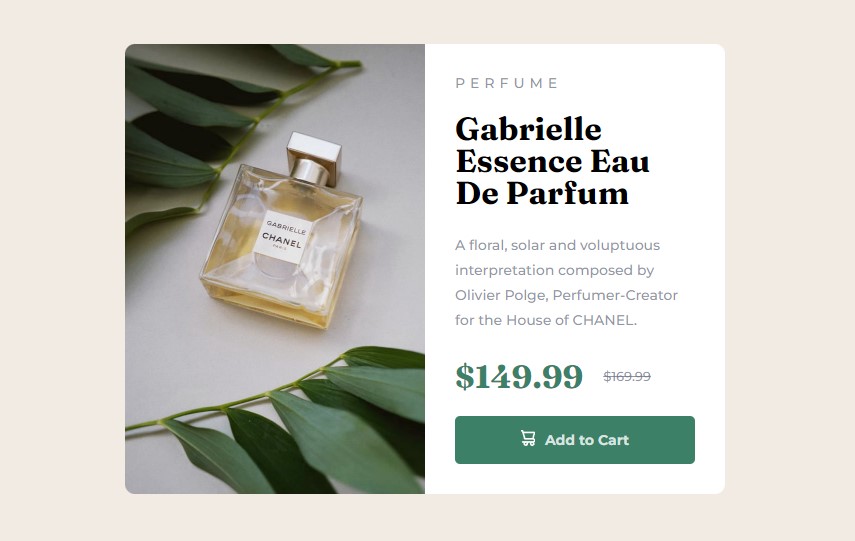 PERFUME
Gabrielle
Essence Eau
De Parfum
A floral, solar and voluptuous
interpretation composed by
Olivier Polge, Perfumer-Creator
for the House of CHANEL.
$149.99 $169.99
Add to Cart
GABRIELLE
CHANEL
PARIS